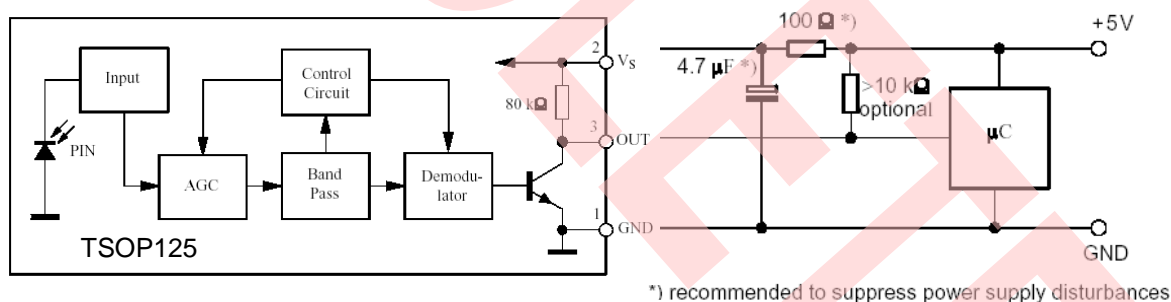 Input
PIN
AGC
Control
Circuit
Band
Pass
Demodu-
lator
80 kΩ
2
VS
3
OUT
1
GND
TSOP125
4.7 µF *)
100 Ω *)
>10 kΩ
optional
µC
+5V
GND
*) recommended to suppress power supply disturbances